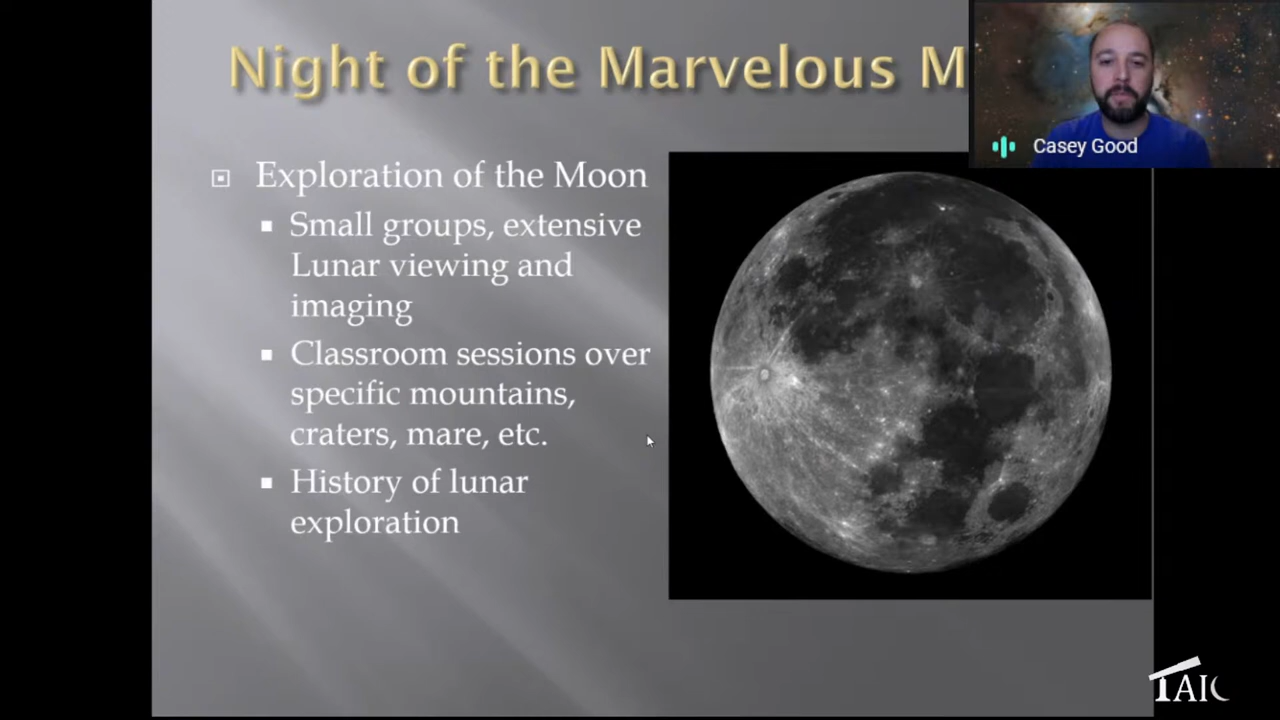 Night of the Marvelous M
Casey Good
Exploration of the Moon
Small groups, extensive
Lunar viewing and
imaging
Classroom sessions over
specific mountains,
craters, mare, etc.
History of lunar
exploration
TAIC